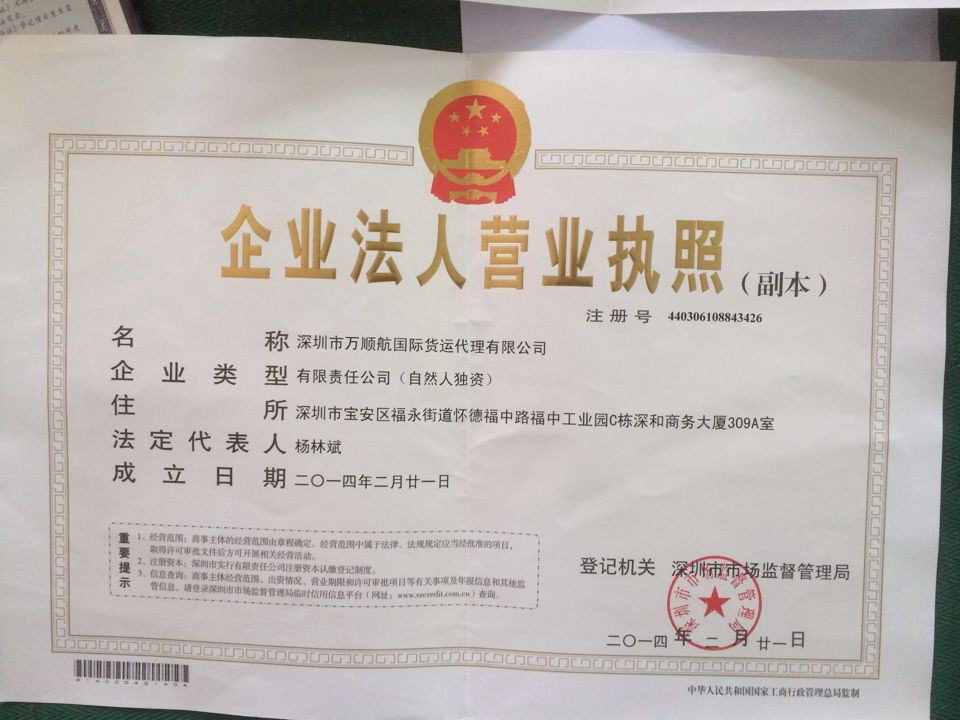 企业法人营业执照
（副本）
注册号 440306108843426
名称 深圳市万顺航国际货运代理有限公司
企业类型 有限责任公司（自然人独资）
住所 深圳市宝安区福永街道怀德福中路福中工业园C栋深和商务大厦309A室
法定代表人 杨林斌
成立日期 二〇一四年二月廿一日
重要提示
1、经营范围：商事主体的经营范围由章程确定。经营范围中属于法律、法规规定应当经批准的项目，
取得许可审批文件后方可开展相关经营活动。
2、注册资本：深圳市实行有限责任公司注册资本认缴登记制度。
3、信息查询：商事主体经营范围、出资情况、营业期限和许可审批项目等有关事项及年报信息和其他监
管信息，请登录深圳市市场监督管理局临时信用信息平台（网址：www.szcredit.com.cn）查询。
登记机关 深圳市市场监督管理局
深圳市市场监督管理局
二〇一四年二月廿一日
中华人民共和国国家工商行政管理总局监制